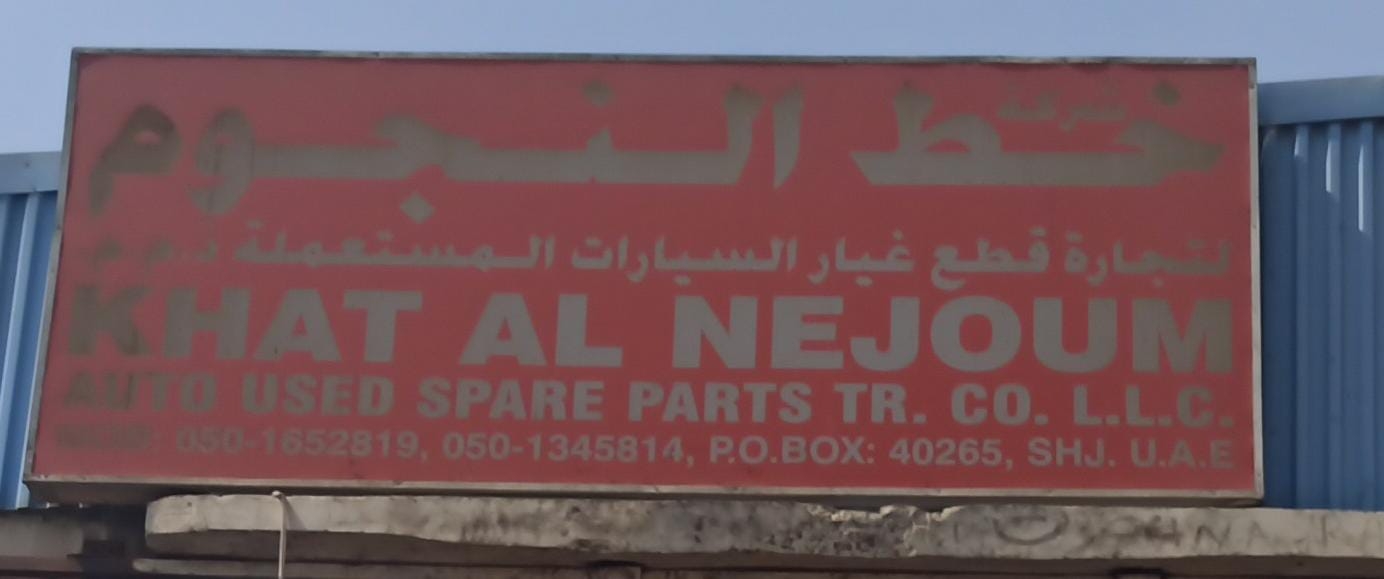 شركة خط النجوم
لتجارة قطع غيار السيارات المستعملة ذ.م.م.
KHAT AL NEJOUM
AUTO USED SPARE PARTS TR. CO. L.L.C.
MOB: 050-1652819, 050-1345814, P.O.BOX: 40265, SHJ. U.A.E